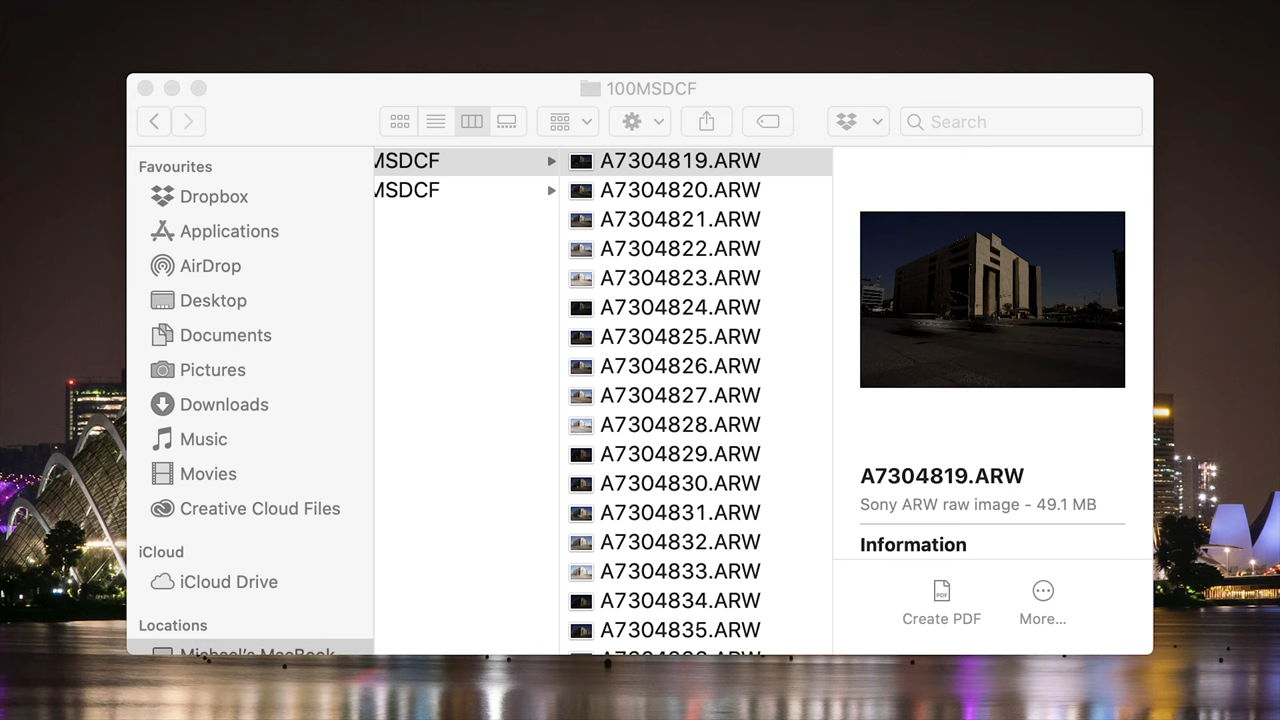 100MSDCF
Search
Favourites
Dropbox
Applications
AirDrop
Desktop
Documents
Pictures
Downloads
Music
Movies
Creative Cloud Files
iCloud
iCloud Drive
Locations
Michael's MacBook
MSDCF
MSDCF
A7304819.ARW
A7304820.ARW
A7304821.ARW
A7304822.ARW
A7304823.ARW
A7304824.ARW
A7304825.ARW
A7304826.ARW
A7304827.ARW
A7304828.ARW
A7304829.ARW
A7304830.ARW
A7304831.ARW
A7304832.ARW
A7304833.ARW
A7304834.ARW
A7304835.ARW
A7304819.ARW
Sony ARW raw image - 49.1 MB
Information
PDF
Create PDF
More...